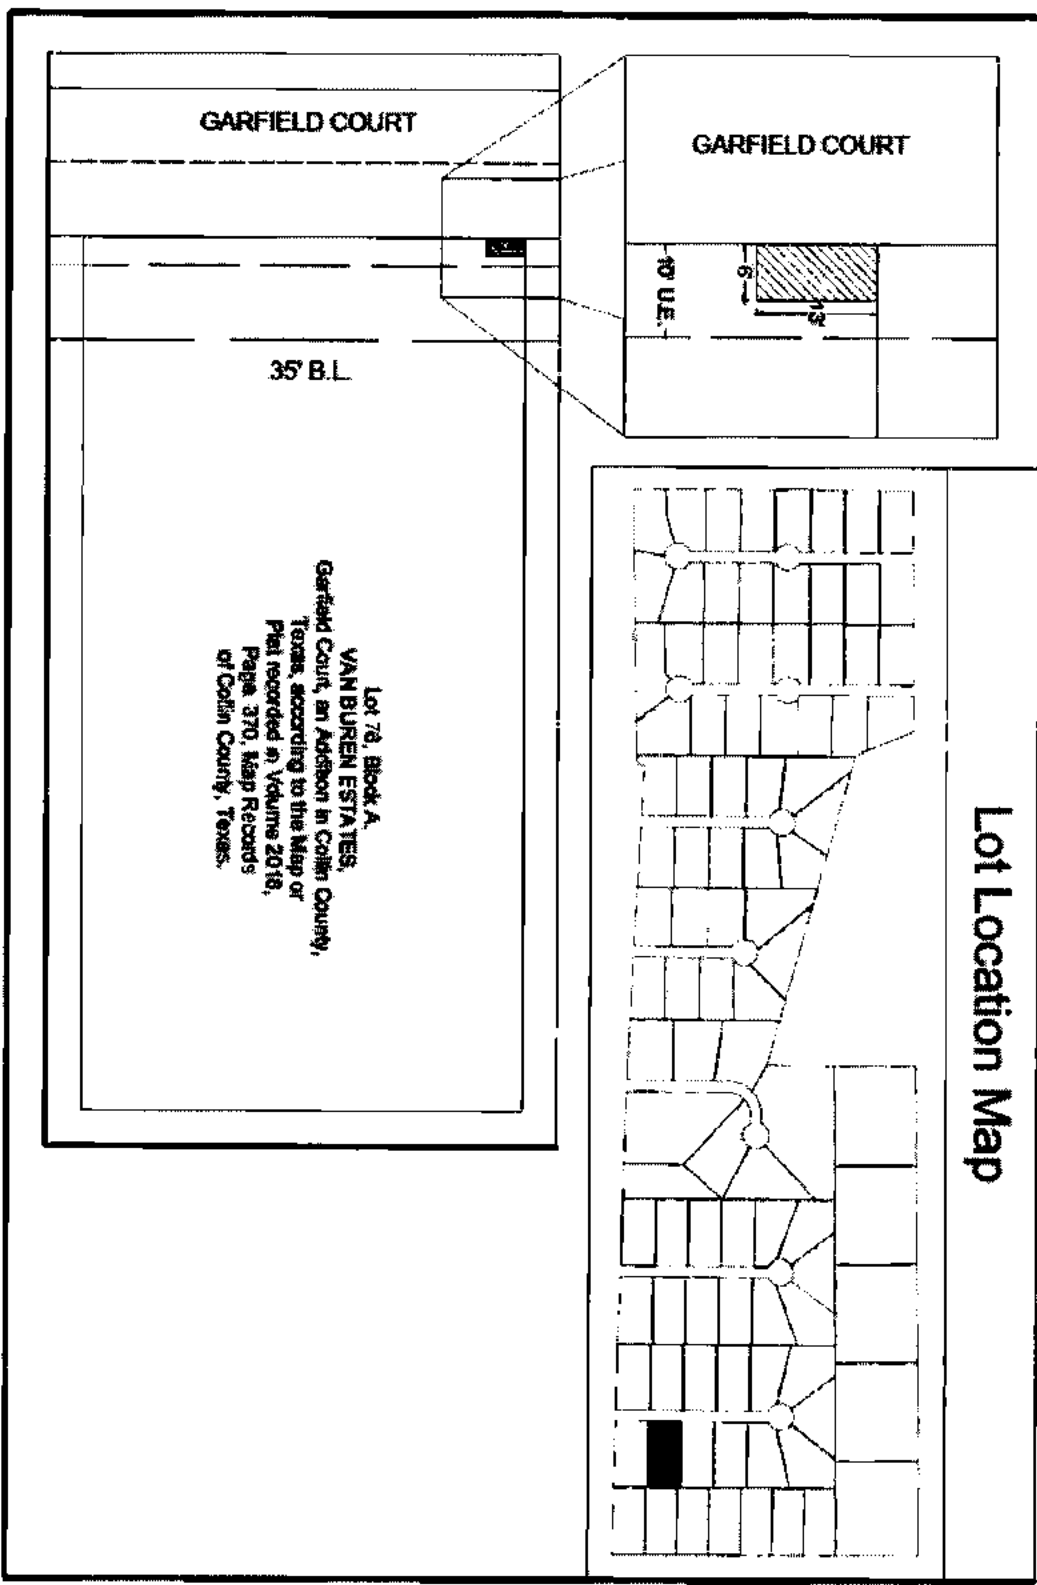 GARFIELD COURT
35' B.L.
GARFIELD COURT
6'
13'
10' U.E.
Block A,
VAN BUREN ESTATES,
Garfield Court, an Addition in Collin County,
Texas, according to the Map or
Plat recorded in Volume 2018,
Page 370, Map Records
of Collin County, Texas.
Lot Location Map